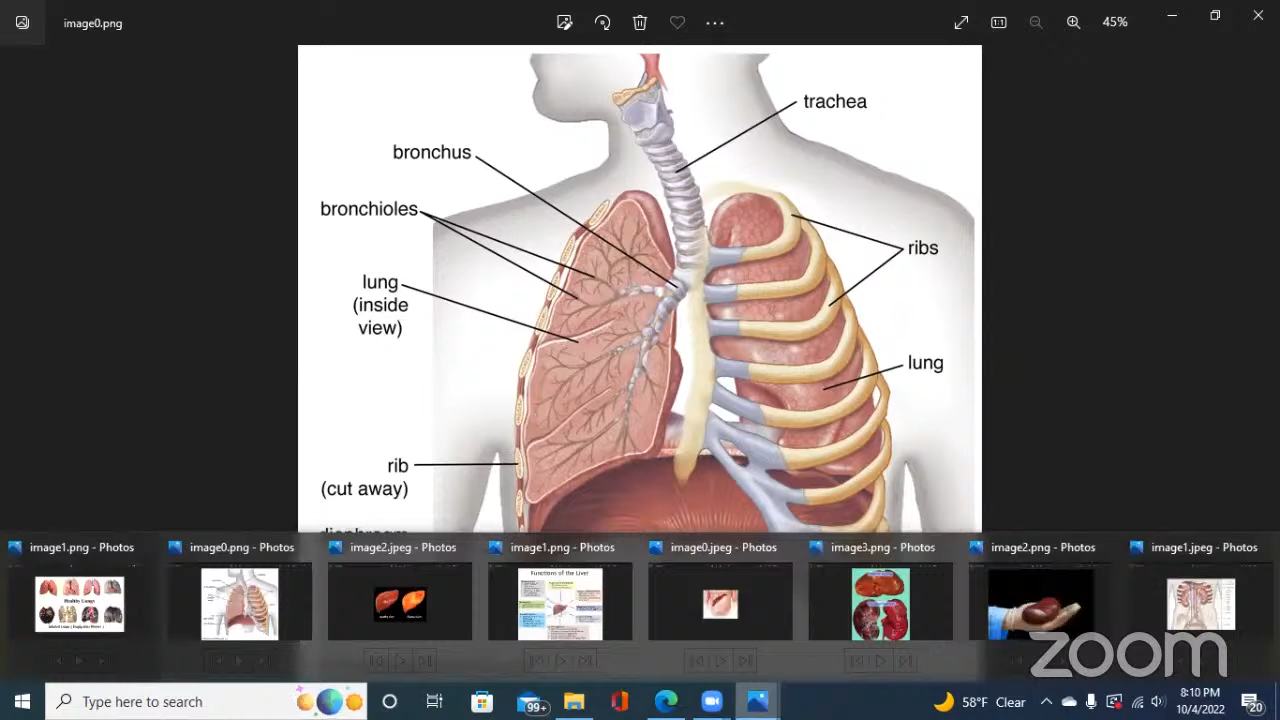 image0.png
45%
trachea
bronchus
bronchioles
ribs
lung
(inside
view)
lung
rib
(cut away)
diaphragm
image1.png - Photos
image0.png - Photos
image2.jpeg - Photos
image1.png - Photos
image0.jpeg - Photos
image3.png - Photos
image2.png - Photos
image1.jpeg - Photos
Functions of the Liver
Healthy Lungs
zoom
Type here to search
99+
58°F Clear
8:10 PM
10/4/2022
20